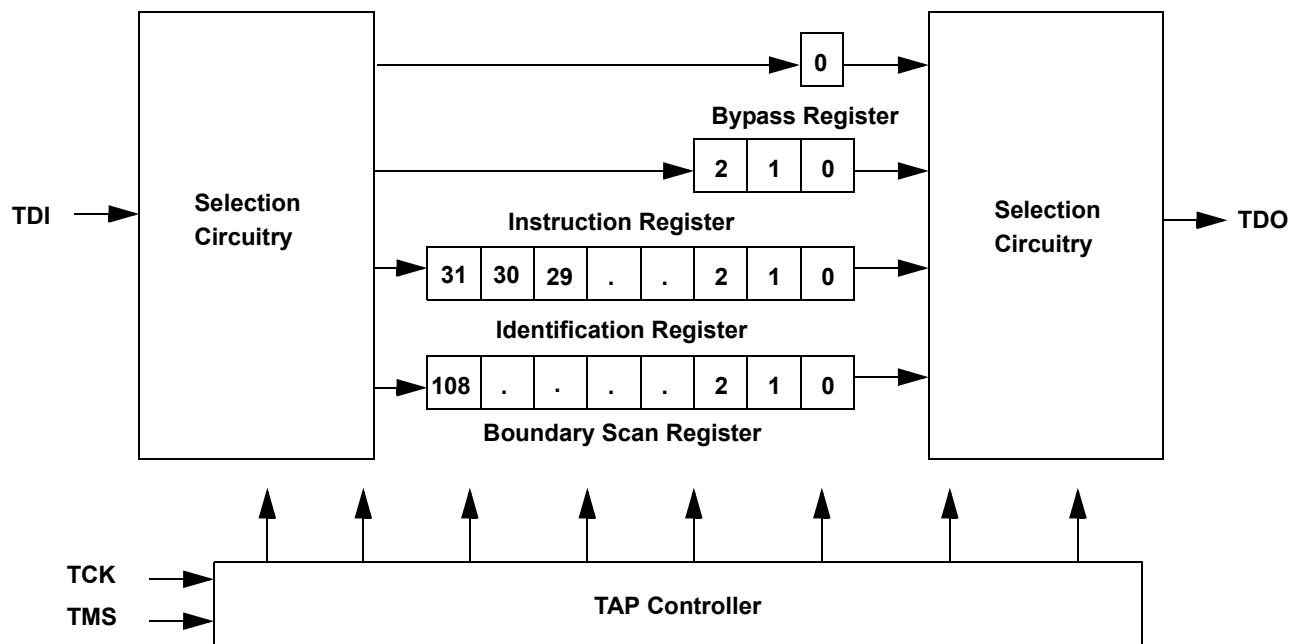 0
Bypass Register
2 1 0
TDI
Selection
Circuitry
Selection
Circuitry
TDO
Instruction Register
31 30 29 . . 2 1 0
Identification Register
108 . . . . 2 1 0
Boundary Scan Register
TCK
TMS
TAP Controller